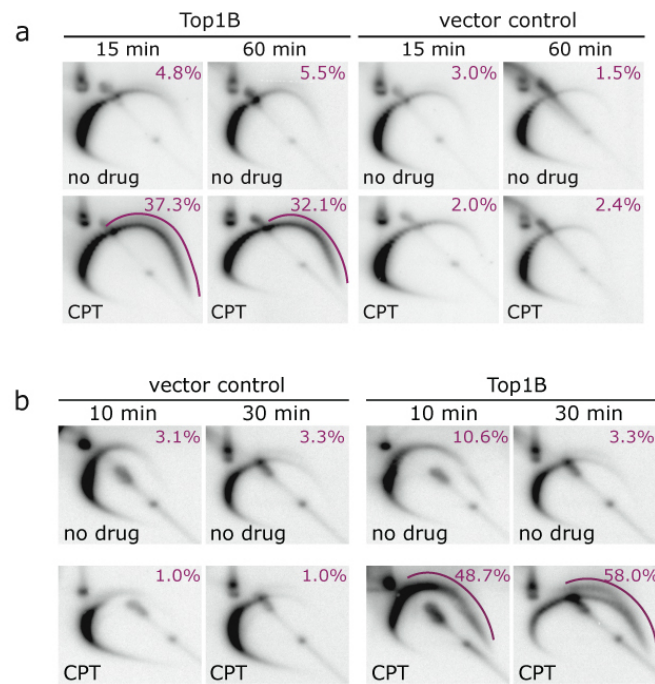 a
Top1B vector control
15 min 60 min 15 min 60 min
4.8% 5.5% 3.0% 1.5%
no drug no drug no drug no drug
37.3% 32.1% 2.0% 2.4%
CPT CPT CPT CPT
b
vector control Top1B
10 min 30 min 10 min 30 min
3.1% 3.3% 10.6% 3.3%
no drug no drug no drug no drug
1.0% 1.0% 48.7% 58.0%
CPT CPT CPT CPT